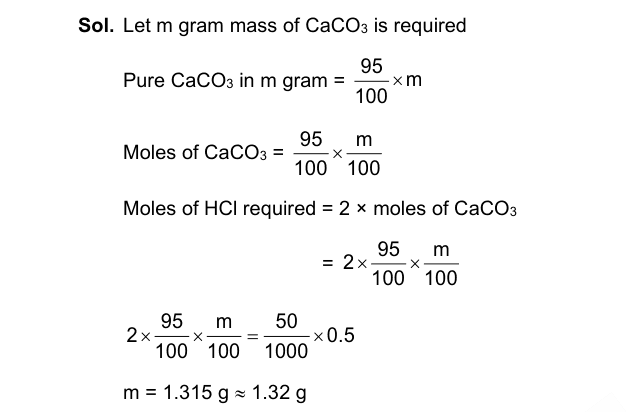 Sol. Let m gram mass of CaCO₃ is required
Pure CaCO₃ in m gram = 95/100 × m
Moles of CaCO₃ = 95/100 × m/100
Moles of HCl required = 2 × moles of CaCO₃
= 2 × 95/100 × m/100
2 × 95/100 × m/100 = 50/1000 × 0.5
m = 1.315 g ≈ 1.32 g